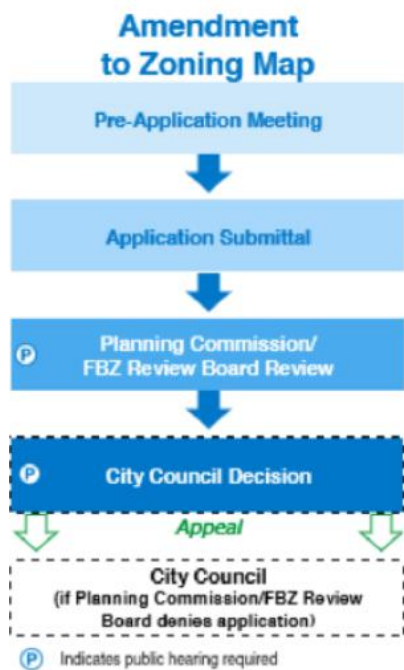 Amendment
to Zoning Map
Pre-Application Meeting
Application Submittal
P
Planning Commission/
FBZ Review Board Review
P
City Council Decision
Appeal
City Council
(if Planning Commission/FBZ Review
Board denies application)
P Indicates public hearing required